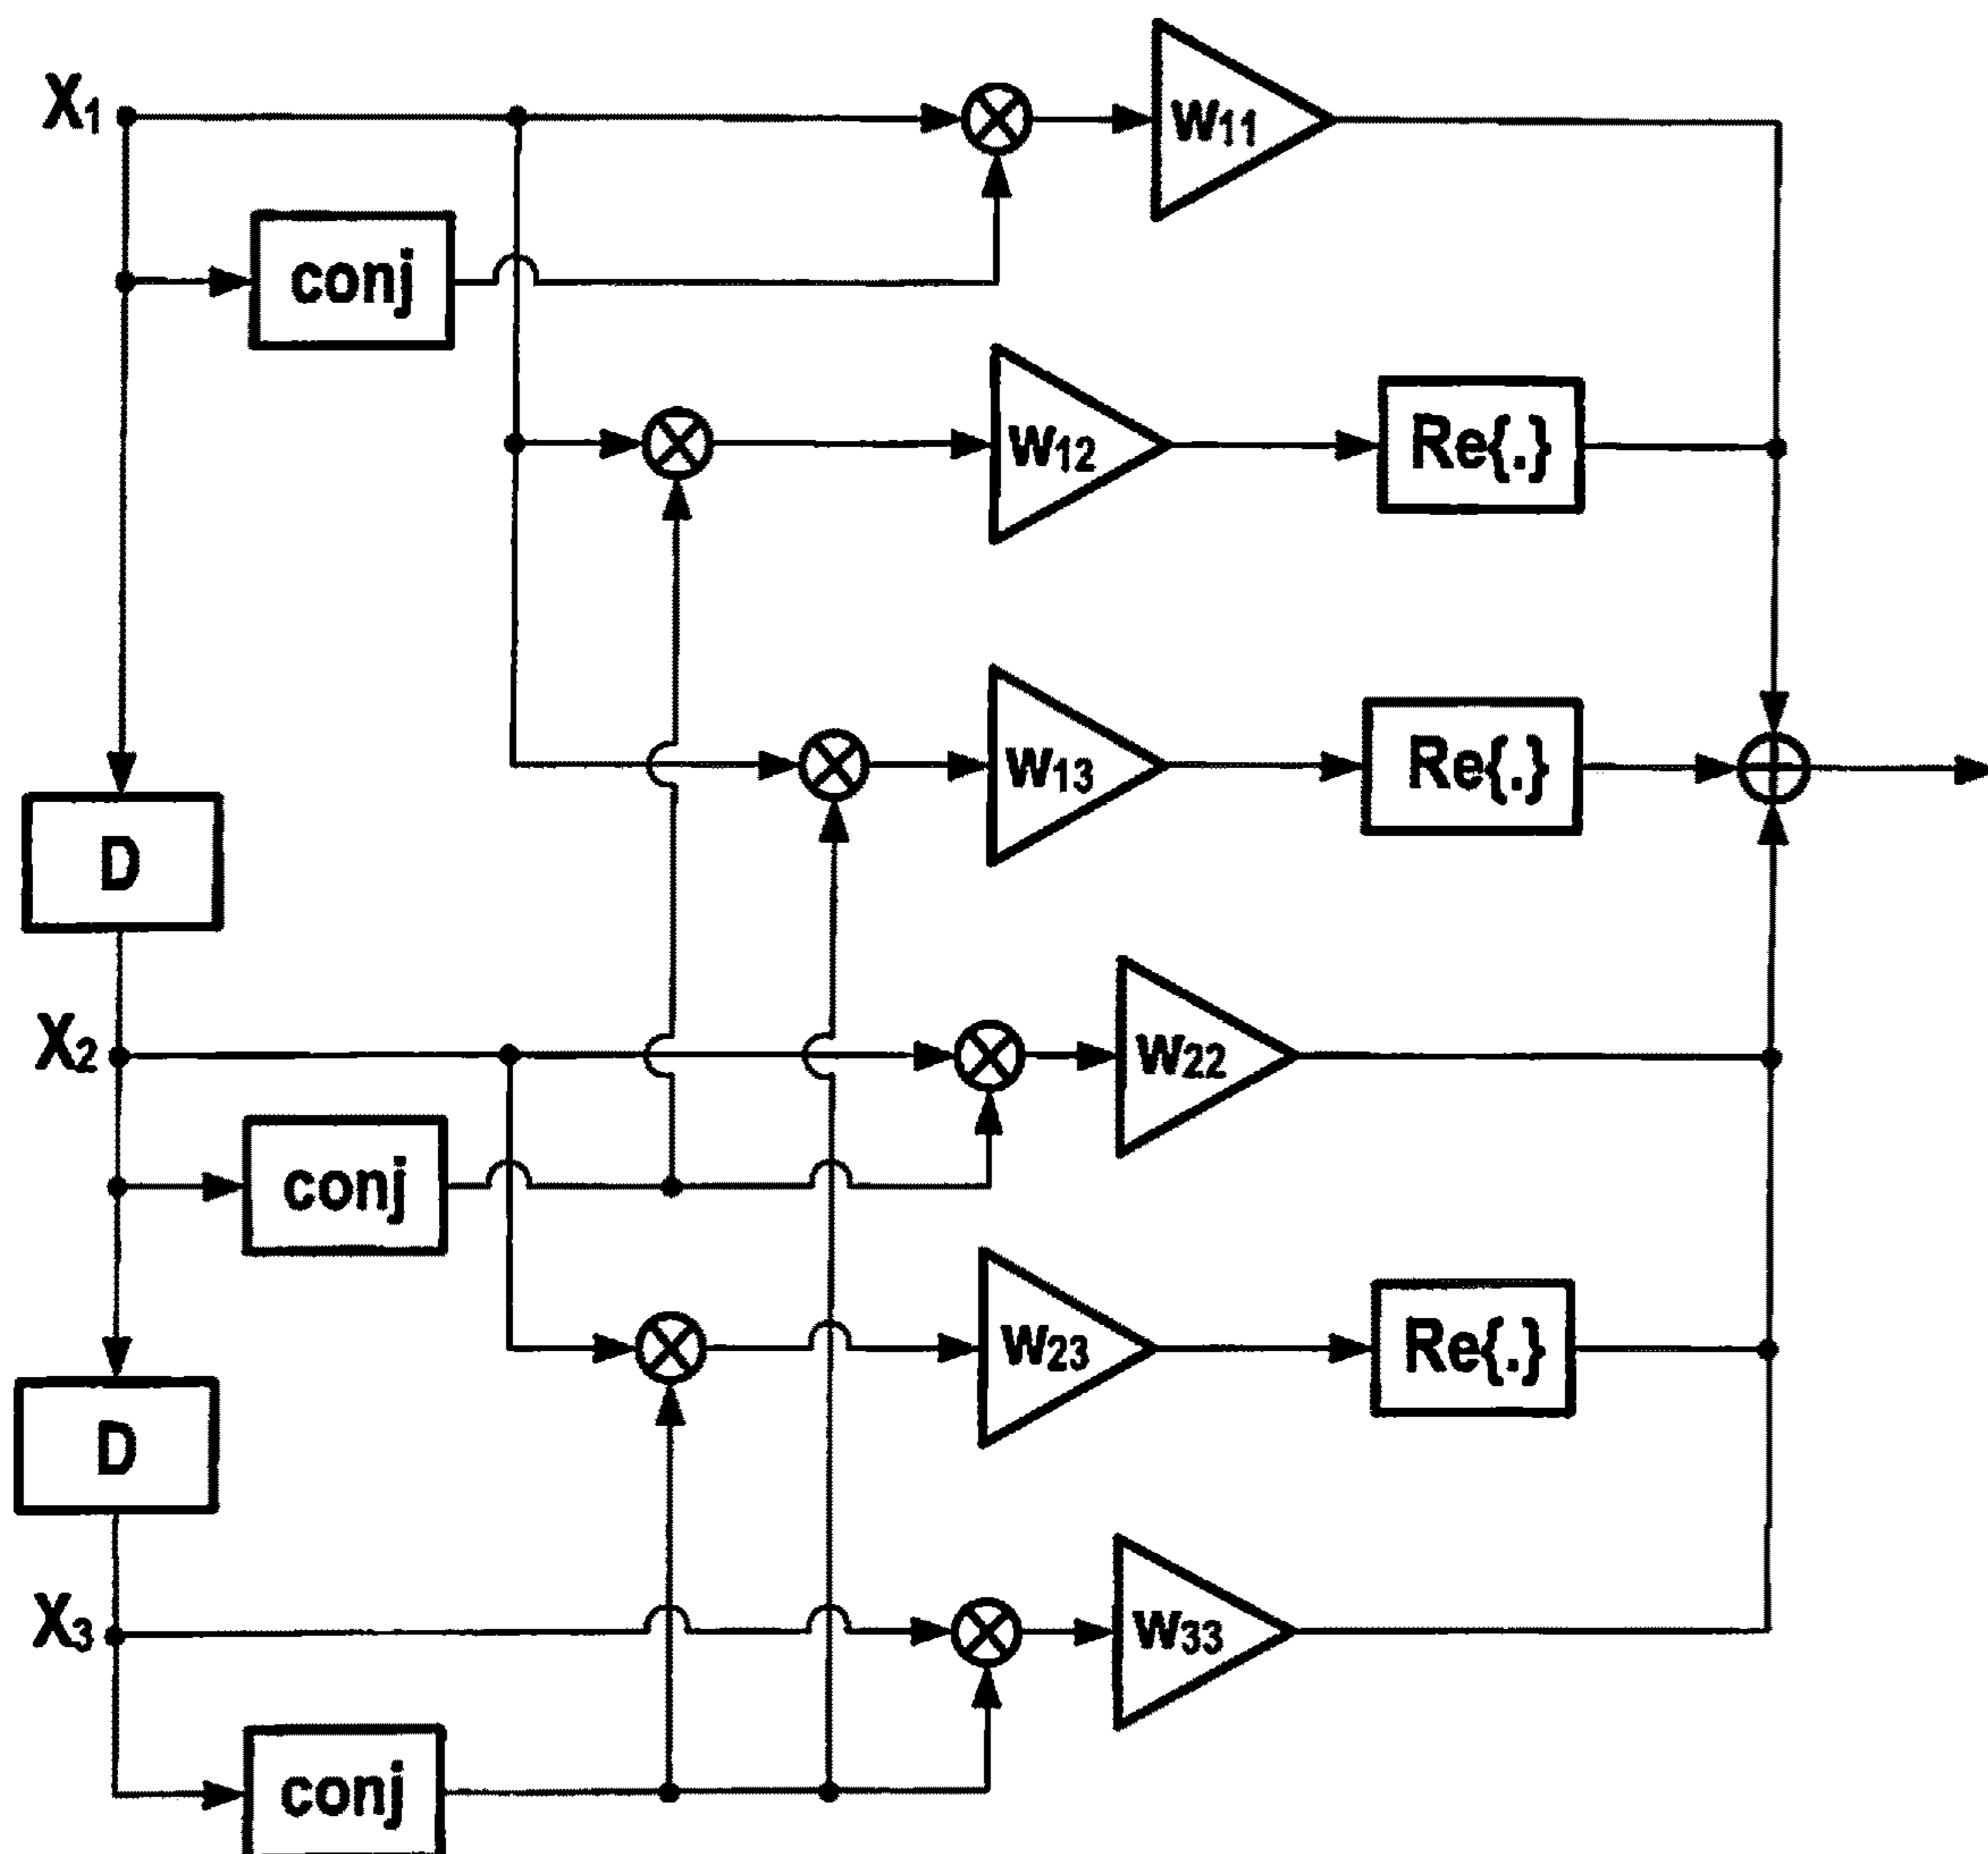 X1
W11
conj
W12
Re{.}
W13
Re{.}
D
X2
W22
conj
W23
Re{.}
D
X3
W33
conj